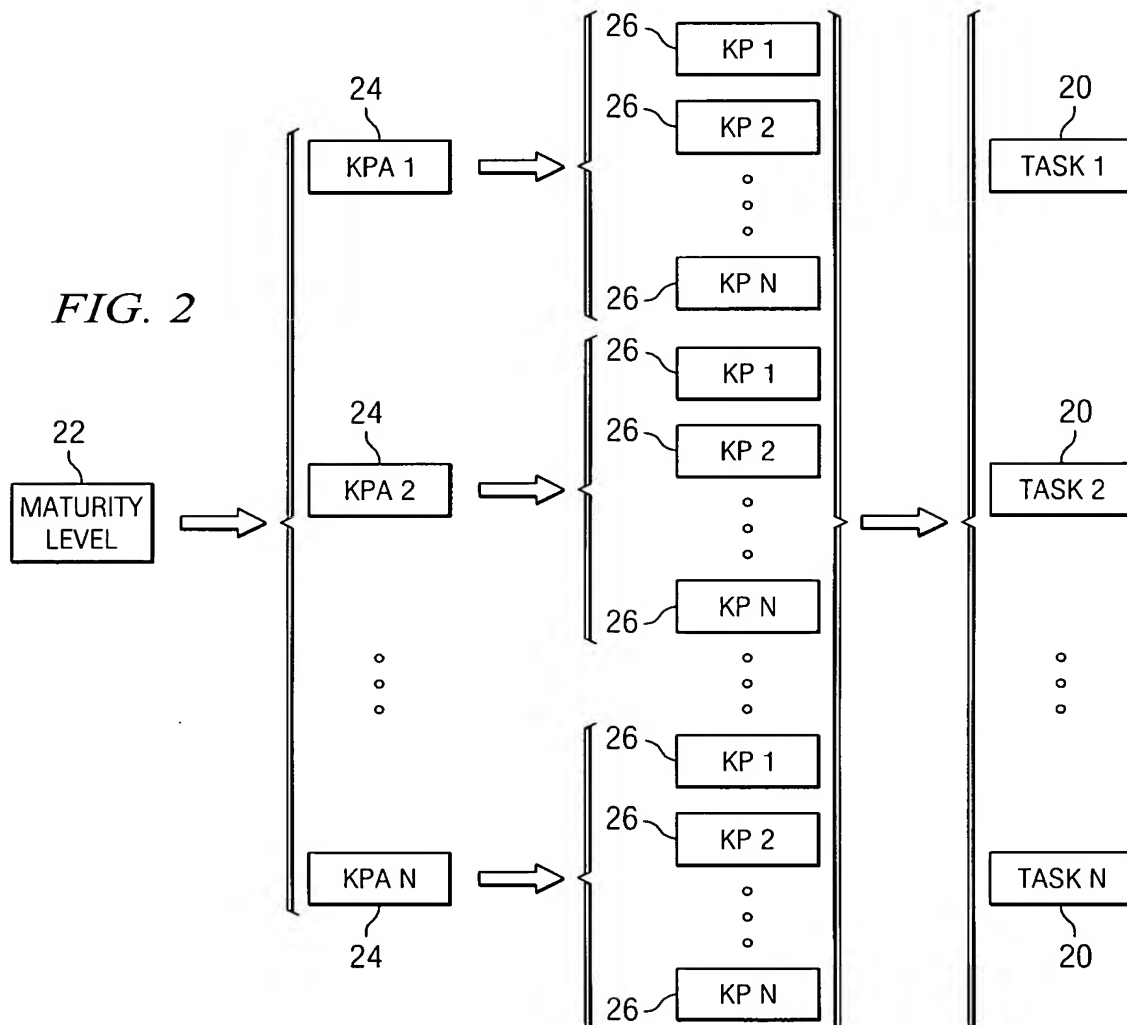 26
KP 1
24
26
KP 2
20
KPA 1
TASK 1
26
KP N
FIG. 2
26
KP 1
24
26
KP 2
20
22
KPA 2
TASK 2
MATURITY
LEVEL
26
KP N
26
KP 1
26
KP 2
KPA N
TASK N
24
20
26
KP N